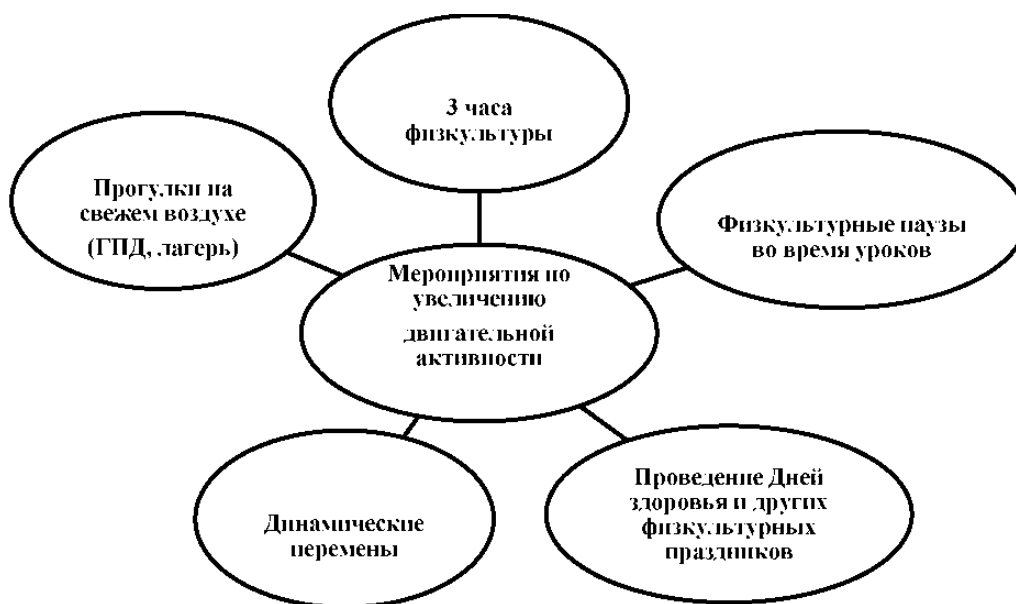 3 часа
физкультуры
Прогулки на
свежем воздухе
(ГПД, лагерь)
Физкультурные паузы
во время уроков
Мероприятия по
увеличению
двигательной
активности
Динамические
перемены
Проведение Дней
здоровья и других
физкультурных
праздников